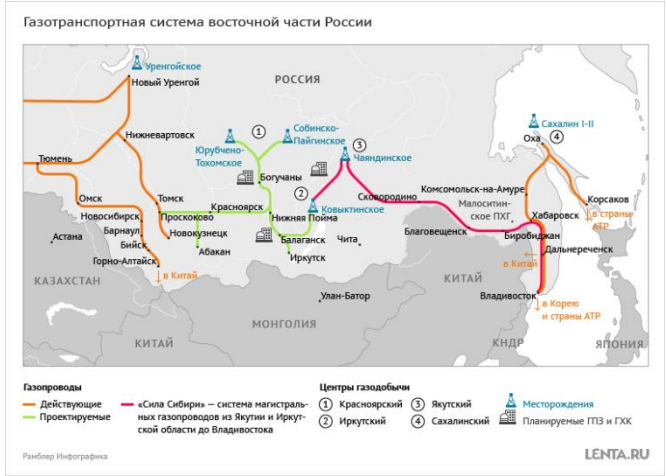 Газотранспортная система восточной части России
Уренгойское
Новый Уренгой
РОССИЯ
Собинско-
Пайгинское
Юрубчено-
Тохомское
1
3
Чаяндинское
Сахалин I-II
Оха
4
Нижневартовск
Тюмень
Богучаны
2
Ковыктинское
Сковородино
Комсомольск-на-Амуре
Малоситин-
ское ПХГ
Корсаков
в страны
АТР
Омск
Томск
Красноярск
Нижняя Пойма
Хабаровск
Новосибирск
Проскоково
Барнаул
Новокузнецк
Абакан
Балаганск
Чита
Благовещенск
Биробиджан
Астана
Бийск
Иркутск
Дальнереченск
Горно-Алтайск
в Китай
в Китай
КАЗАХСТАН
Улан-Батор
КИТАЙ
Владивосток
в Корею
и страны АТР
МОНГОЛИЯ
КИТАЙ
КНДР
ЯПОНИЯ
Газопроводы
Действующие
Проектируемые
«Сила Сибири» — система магистраль-
ных газопроводов из Якутии и Иркут-
ской области до Владивостока
Центры газодобычи
1 Красноярский
2 Иркутский
3 Якутский
4 Сахалинский
Месторождения
Планируемые ГПЗ и ГХК
Рамблер Инфографика
LENTA.RU